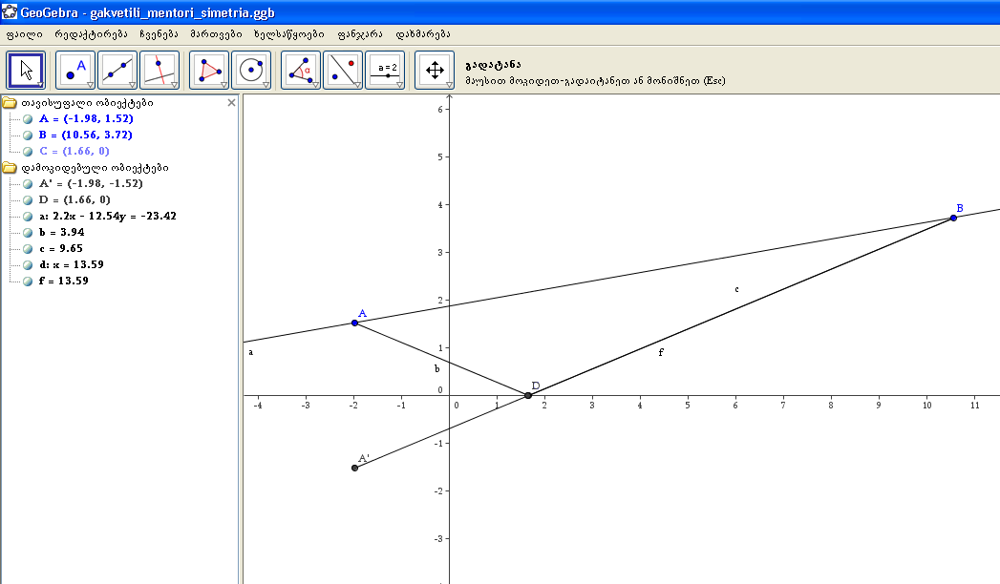 GeoGebra - gakvetili_mentori_simetria.ggb
ფაილი რედაქტირება ჩვენება მართვები ხელსაწყოები ფანჯარა დახმარება
A α a = 2
გადატანა
მაუსით მოკიდეთ-გადაიტანეთ ან მონიშნეთ (Esc)
თავისუფალი ობიექტები
A = (-1.98, 1.52)
B = (10.56, 3.72)
C = (1.66, 0)
დამოკიდებული ობიექტები
A' = (-1.98, -1.52)
D = (1.66, 0)
a: 2.2x - 12.54y = -23.42
b = 3.94
c = 9.65
d: x = 13.59
f = 13.59
6
5
4
B
3
c
2
A
1
a
f
b
D
0
-4 -3 -2 -1 0 1 2 3 4 5 6 7 8 9 10 11
-1
A'
-2
-3